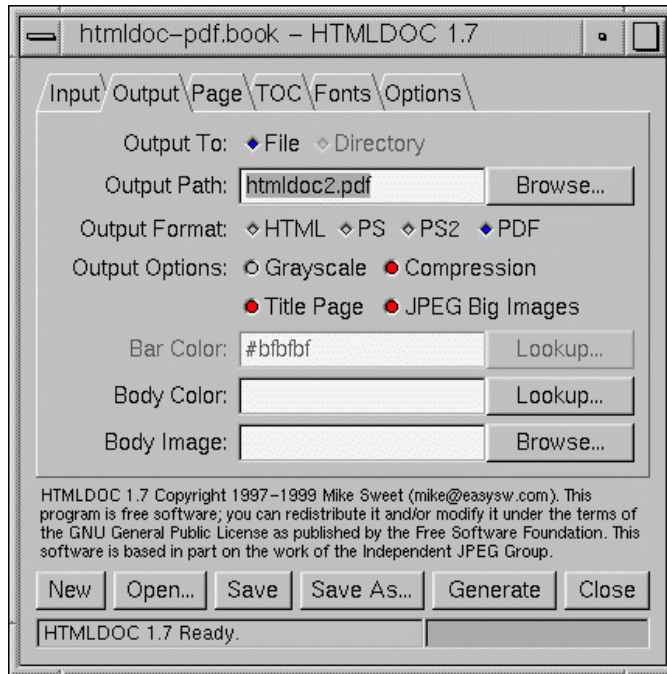 htmldoc-pdf.book - HTMLDOC 1.7
Input Output Page TOC Fonts Options
Output To: File Directory
Output Path: htmldoc2.pdf Browse...
Output Format: HTML PS PS2 PDF
Output Options: Grayscale Compression
Title Page JPEG Big Images
Bar Color: #bfbfbf Lookup...
Body Color: Lookup...
Body Image: Browse...
HTMLDOC 1.7 Copyright 1997-1999 Mike Sweet (mike@easysw.com). This
program is free software; you can redistribute it and/or modify it under the terms of
the GNU General Public License as published by the Free Software Foundation. This
software is based in part on the work of the Independent JPEG Group.
New Open... Save Save As... Generate Close
HTMLDOC 1.7 Ready.